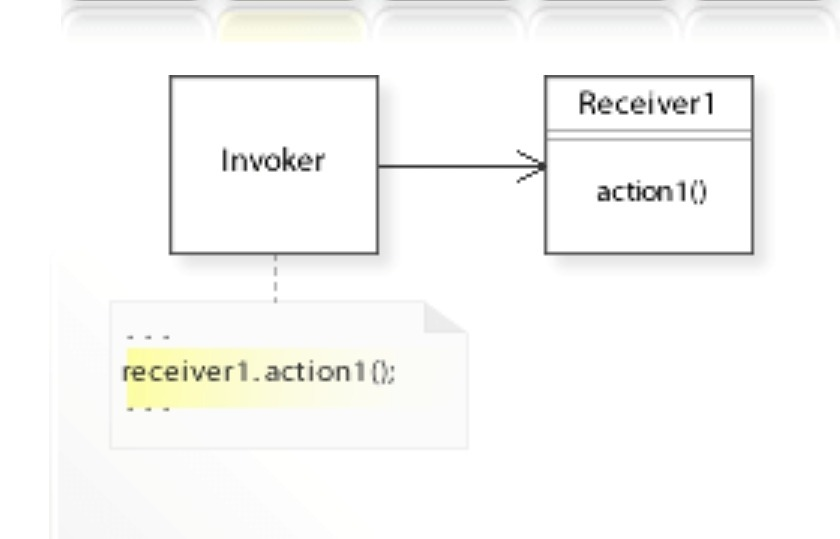 Invoker
Receiver1
action1()
- - -
receiver1.action1();
- - -